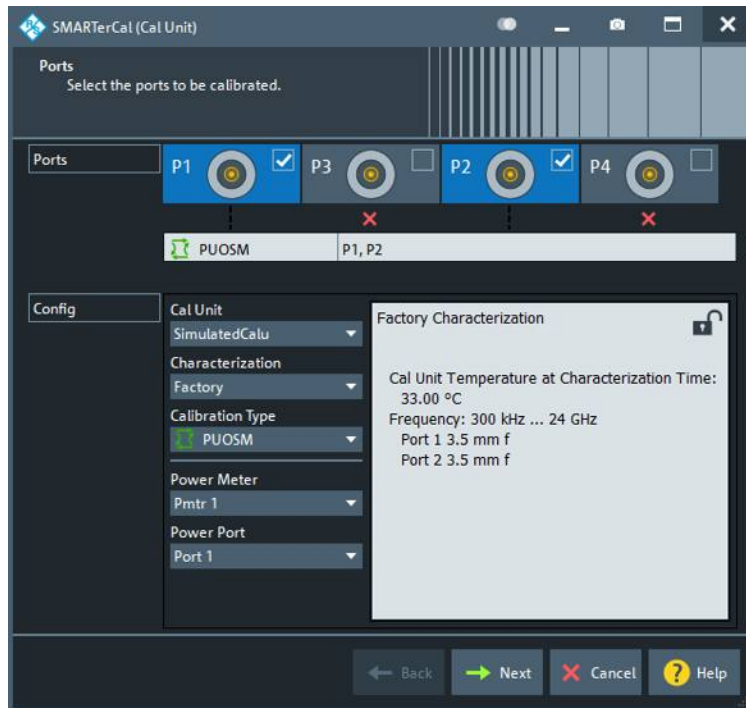 SMARTerCal (Cal Unit)
Ports
Select the ports to be calibrated.
Ports
P1
P3
P2
P4
PUOSM
P1, P2
Config
Cal Unit
SimulatedCalu
Characterization
Factory
Calibration Type
PUOSM
Power Meter
Pmtr 1
Power Port
Port 1
Factory Characterization
Cal Unit Temperature at Characterization Time:
33.00 °C
Frequency: 300 kHz ... 24 GHz
Port 1 3.5 mm f
Port 2 3.5 mm f
Back
Next
Cancel
? Help